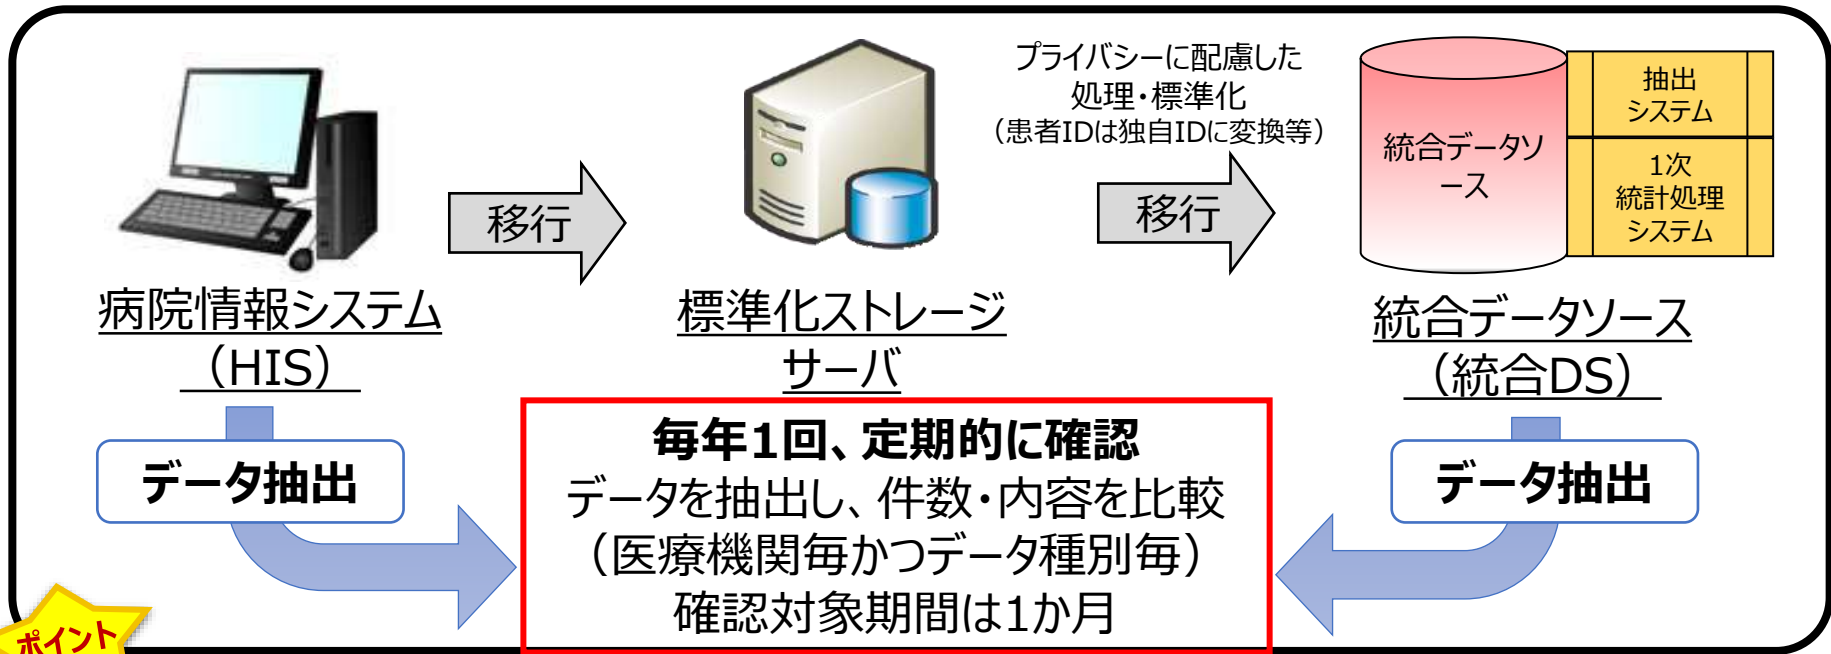 プライバシーに配慮した
処理・標準化
（患者IDは独自IDに変換等）
移行
移行
統合データソ
ース
抽出
システム
1次
統計処理
システム
病院情報システム
（HIS）
標準化ストレージ
サーバ
統合データソース
（統合DS）
データ抽出
毎年1回、定期的に確認
データを抽出し、件数・内容を比較
（医療機関毎かつデータ種別毎）
確認対象期間は1か月
データ抽出
ポイント